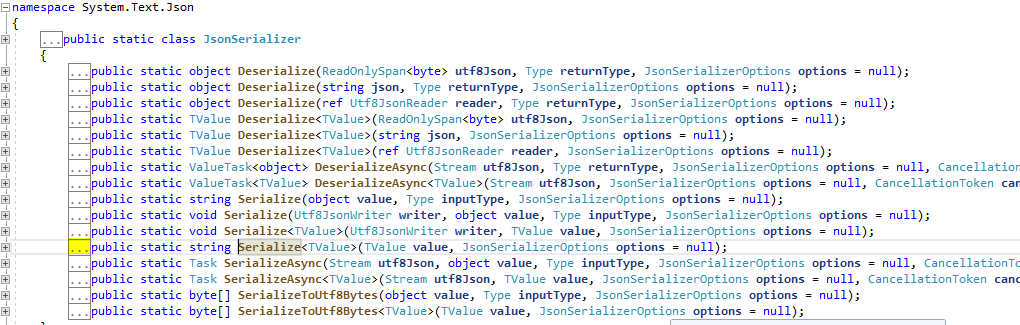 namespace System.Text.Json
{
...public static class JsonSerializer
{
...public static object Deserialize(ReadOnlySpan<byte> utf8Json, Type returnType, JsonSerializerOptions options = null);
...public static object Deserialize(string json, Type returnType, JsonSerializerOptions options = null);
...public static object Deserialize(ref Utf8JsonReader reader, Type returnType, JsonSerializerOptions options = null);
...public static TValue Deserialize<TValue>(ReadOnlySpan<byte> utf8Json, JsonSerializerOptions options = null);
...public static TValue Deserialize<TValue>(string json, JsonSerializerOptions options = null);
...public static TValue Deserialize<TValue>(ref Utf8JsonReader reader, JsonSerializerOptions options = null);
...public static ValueTask<object> DeserializeAsync(Stream utf8Json, Type returnType, JsonSerializerOptions options = null, Cancellation
...public static ValueTask<TValue> DeserializeAsync<TValue>(Stream utf8Json, JsonSerializerOptions options = null, CancellationToken can
...public static string Serialize(object value, Type inputType, JsonSerializerOptions options = null);
...public static void Serialize(Utf8JsonWriter writer, object value, Type inputType, JsonSerializerOptions options = null);
...public static void Serialize<TValue>(Utf8JsonWriter writer, TValue value, JsonSerializerOptions options = null);
...public static string Serialize<TValue>(TValue value, JsonSerializerOptions options = null);
...public static Task SerializeAsync(Stream utf8Json, object value, Type inputType, JsonSerializerOptions options = null, CancellationTo
...public static Task SerializeAsync<TValue>(Stream utf8Json, TValue value, JsonSerializerOptions options = null, CancellationToken canc
...public static byte[] SerializeToUtf8Bytes(object value, Type inputType, JsonSerializerOptions options = null);
...public static byte[] SerializeToUtf8Bytes<TValue>(TValue value, JsonSerializerOptions options = null);